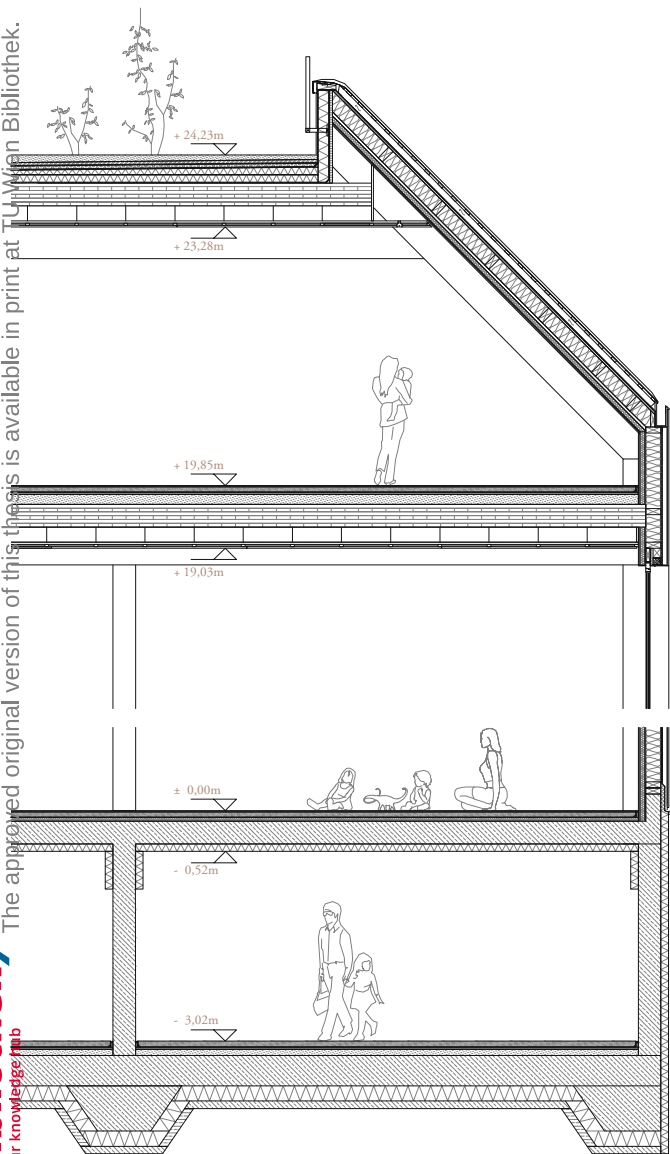 The approved original version of this thesis is available in print at TU Wien Bibliothek.
r knowledge hub
+ 24,23m
+ 23,28m
+ 19,85m
+ 19,03m
± 0,00m
- 0,52m
- 3,02m